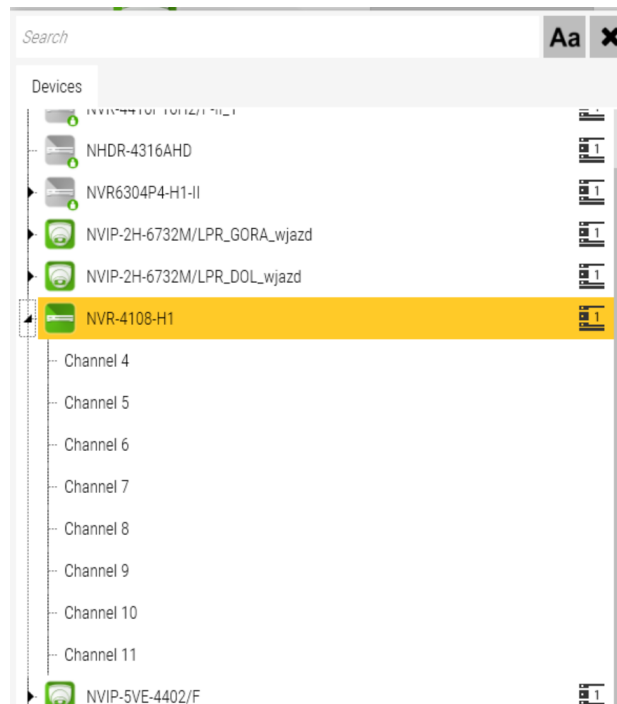 Search
Aa
Devices
1
NHDR-4316AHD 1
NVR6304P4-H1-II 1
NVIP-2H-6732M/LPR_GORA_wjazd 1
NVIP-2H-6732M/LPR_DOL_wjazd 1
NVR-4108-H1 1
Channel 4
Channel 5
Channel 6
Channel 7
Channel 8
Channel 9
Channel 10
Channel 11
NVIP-5VE-4402/F 1